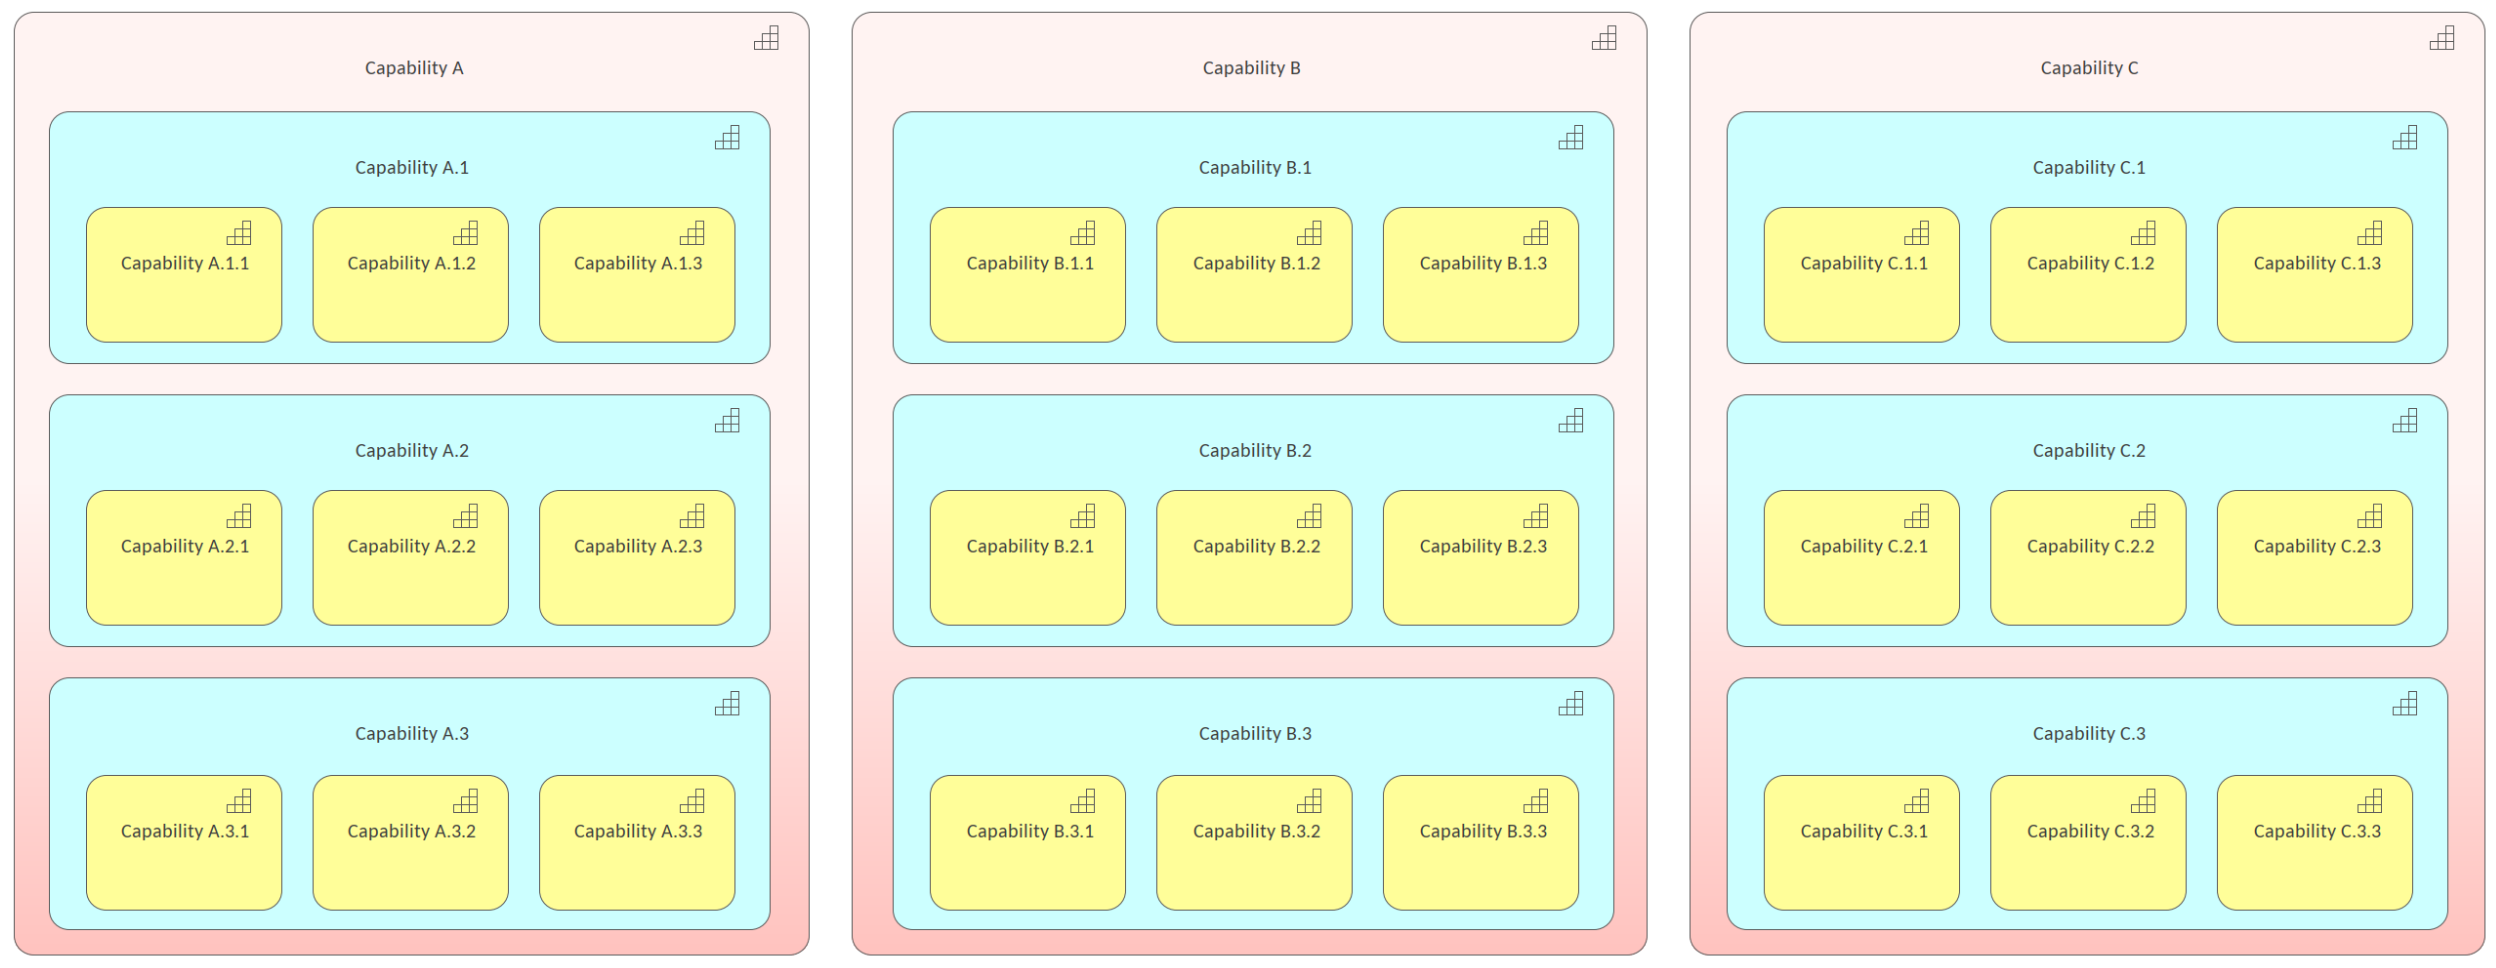 Capability A
Capability A.1
Capability A.1.1
Capability A.1.2
Capability A.1.3
Capability A.2
Capability A.2.1
Capability A.2.2
Capability A.2.3
Capability A.3
Capability A.3.1
Capability A.3.2
Capability A.3.3
Capability B
Capability B.1
Capability B.1.1
Capability B.1.2
Capability B.1.3
Capability B.2
Capability B.2.1
Capability B.2.2
Capability B.2.3
Capability B.3
Capability B.3.1
Capability B.3.2
Capability B.3.3
Capability C
Capability C.1
Capability C.1.1
Capability C.1.2
Capability C.1.3
Capability C.2
Capability C.2.1
Capability C.2.2
Capability C.2.3
Capability C.3
Capability C.3.1
Capability C.3.2
Capability C.3.3